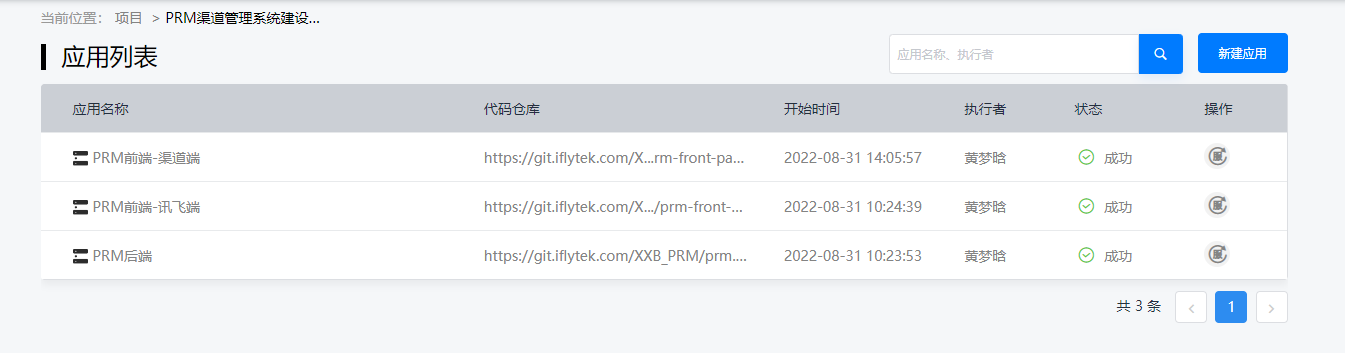 当前位置： 项目 > PRM渠道管理系统建设...
应用列表
应用名称、执行者
新建应用
应用名称 代码仓库 开始时间 执行者 状态 操作
PRM前端-渠道端 https://git.iflytek.com/X...rm-front-pa... 2022-08-31 14:05:57 黄梦晗 成功 服
PRM前端-讯飞端 https://git.iflytek.com/X.../prm-front-... 2022-08-31 10:24:39 黄梦晗 成功 服
PRM后端 https://git.iflytek.com/XXB_PRM/prm.... 2022-08-31 10:23:53 黄梦晗 成功 服
共 3 条 < 1 >